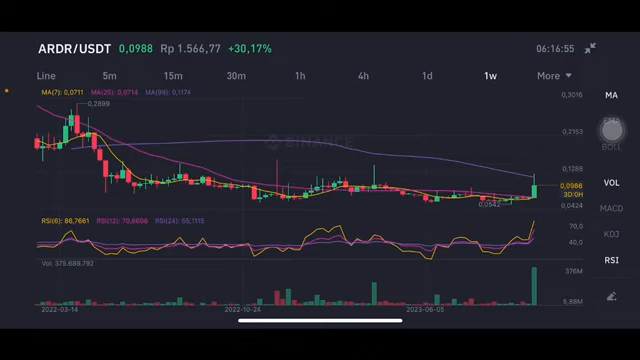 ARDR/USDT 0,0988 Rp 1.566,77 +30,17% 06:16:55
Line 5m 15m 30m 1h 4h 1d 1w More
MA(7): 0,0711 MA(25): 0,0714 MA(99): 0,1174
MA
0,3016
0,2899
EMA
0,2153
BINANCE
BOLL
0,1288
VOL
0,0986
3D:0H
0,0542
0,0424
MACD
RSI(6): 86,7661 RSI(12): 70,6606 RSI(24): 55,1115
70,0
KDJ
40,0
RSI
Vol: 375,689.792
376M
5,88M
2022-03-14 2022-10-24 2023-06-05